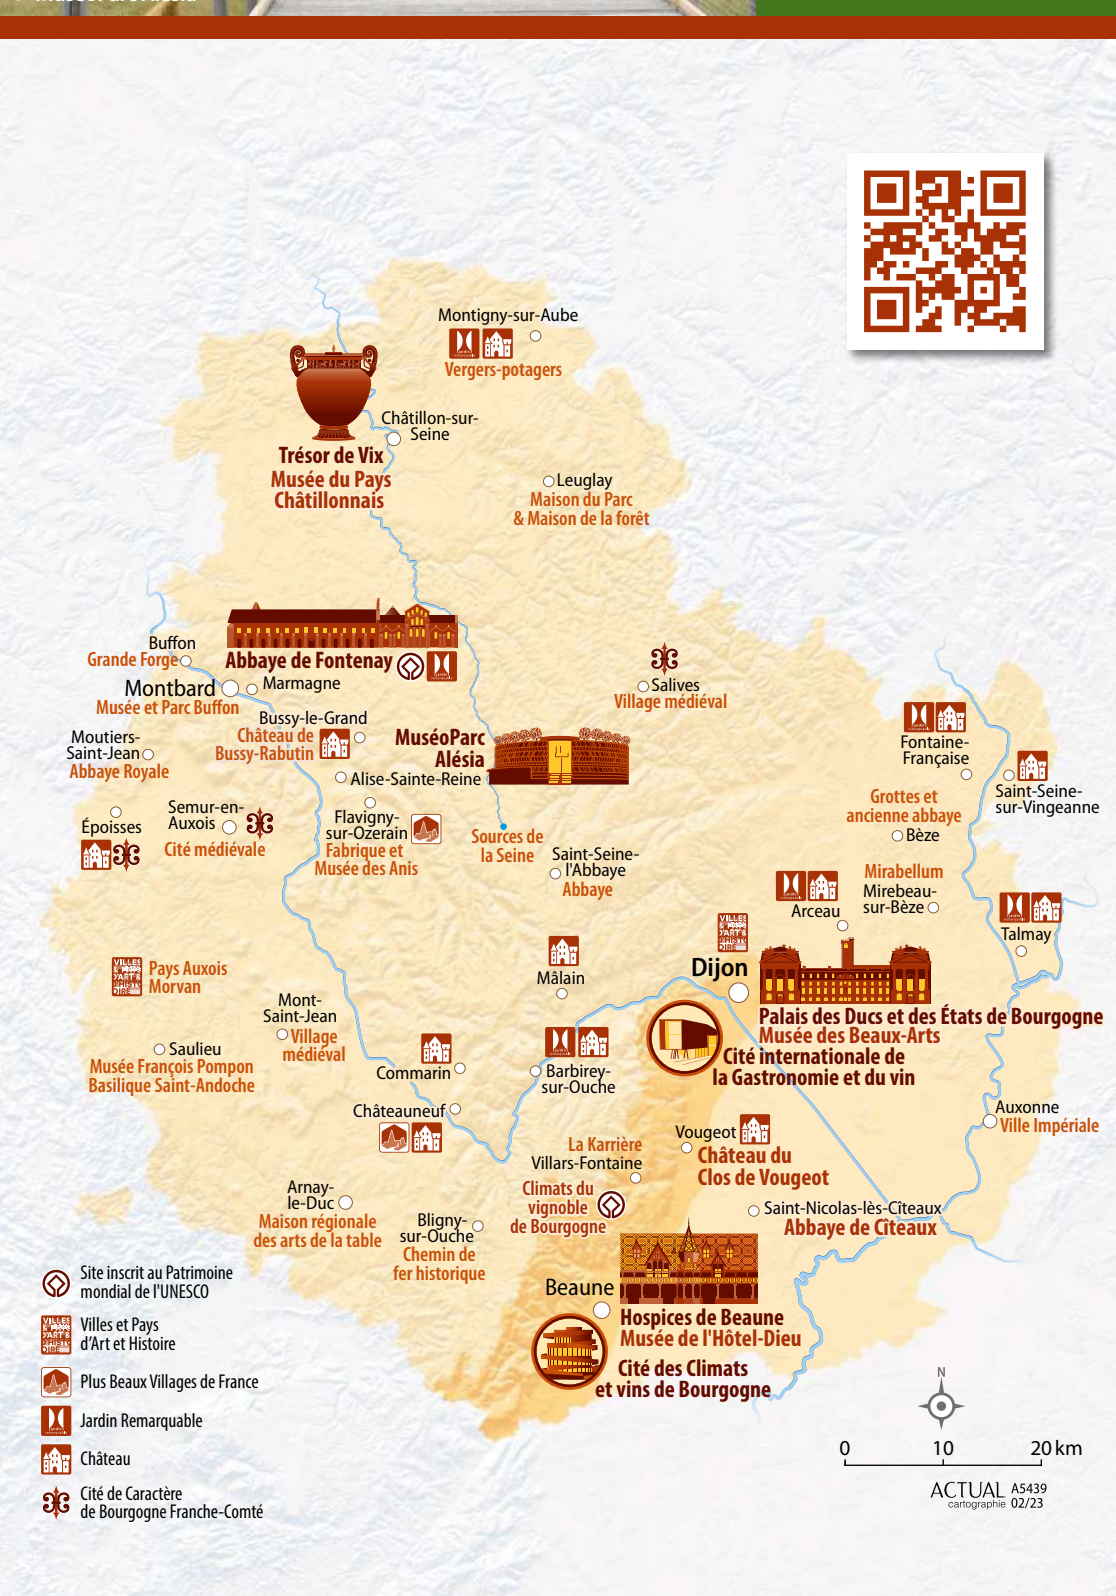 Montigny-sur-Aube
Vergers-potagers
Châtillon-sur-
Seine
Trésor de Vix
Musée du Pays
Châtillonnais
Leuglay
Maison du Parc
& Maison de la forêt
Buffon
Grande Forge
Abbaye de Fontenay
Montbard
Marmagne
Musée et Parc Buffon
Salives
Village médiéval
Bussy-le-Grand
Château de
Bussy-Rabutin
Moutiers-
Saint-Jean
Abbaye Royale
MuséoParc
Alésia
Alise-Sainte-Reine
Fontaine-
Française
Saint-Seine-
sur-Vingeanne
Grottes et
ancienne abbaye
Bèze
Époisses
Semur-en-
Auxois
Cité médiévale
Flavigny-
sur-Ozerain
Fabrique et
Musée des Anis
Sources de
la Seine
Saint-Seine-
l'Abbaye
Abbaye
Mirabellum
Mirebeau-
sur-Bèze
Arceau
Talmay
VILLES
& PAYS
D'ART &
D'HISTOIRE
Dijon
Mâlain
Palais des Ducs et des États de Bourgogne
Musée des Beaux-Arts
Cité internationale de
la Gastronomie et du vin
Pays Auxois
Morvan
Mont-
Saint-Jean
Village
médiéval
Saulieu
Musée François Pompon
Basilique Saint-Andoche
Commarin
Barbirey-
sur-Ouche
Châteauneuf
Auxonne
Ville Impériale
Vougeot
Château du
Clos de Vougeot
La Karrière
Villars-Fontaine
Climats du
vignoble
de Bourgogne
Saint-Nicolas-lès-Cîteaux
Abbaye de Cîteaux
Arnay-
le-Duc
Maison régionale
des arts de la table
Bligny-
sur-Ouche
Chemin de
fer historique
Beaune
Hospices de Beaune
Musée de l'Hôtel-Dieu
Cité des Climats
et vins de Bourgogne
Site inscrit au Patrimoine
mondial de l'UNESCO
Villes et Pays
d'Art et Histoire
Plus Beaux Villages de France
Jardin Remarquable
Château
Cité de Caractère
de Bourgogne Franche-Comté
N
0 10 20 km
ACTUAL A5439
cartographie 02/23